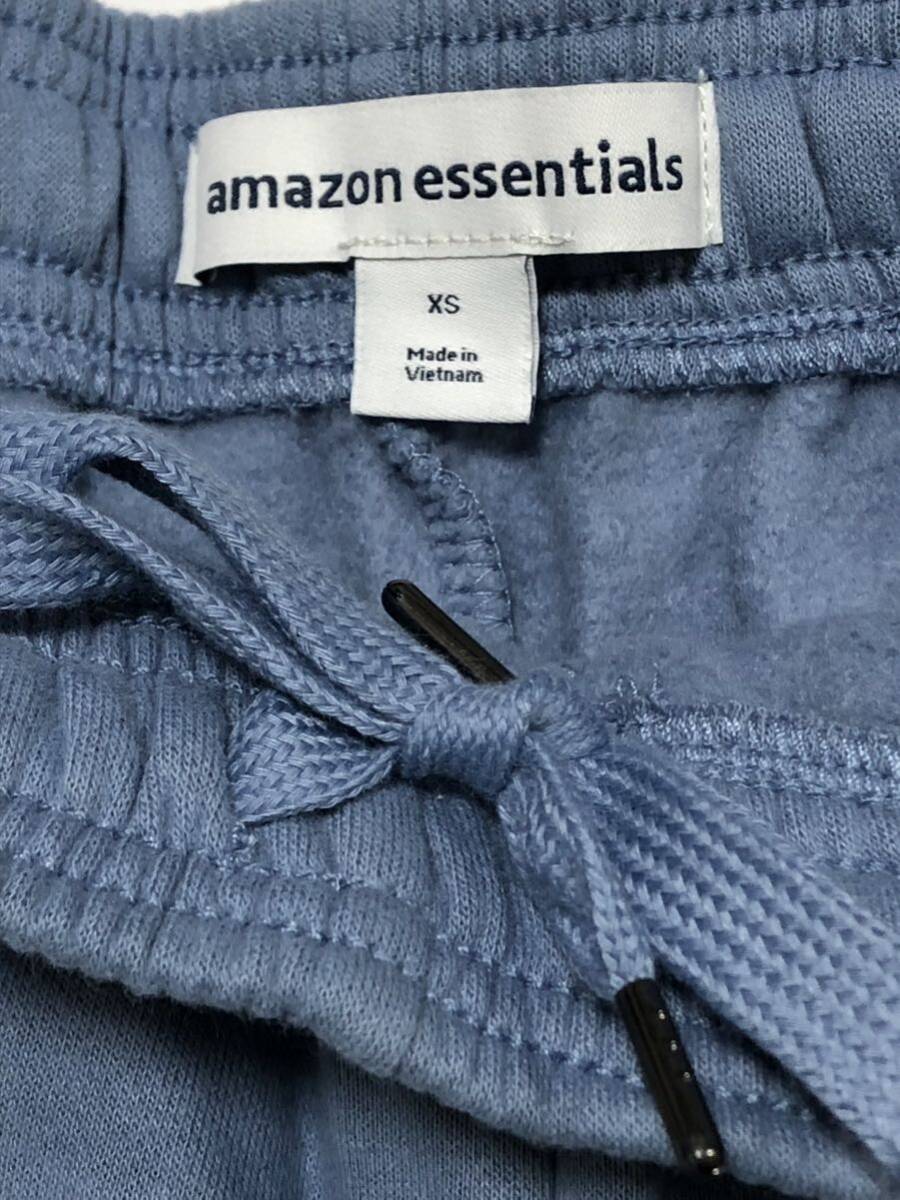 amazon essentials
XS
Made in
Vietnam